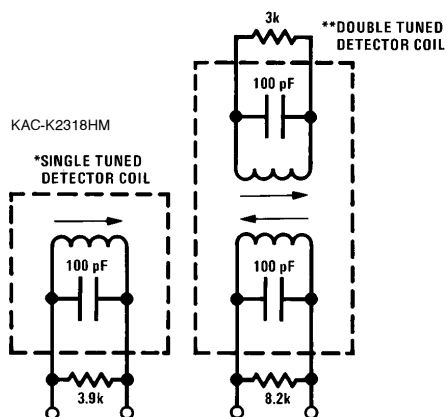 3k
**DOUBLE TUNED
DETECTOR COIL
100 pF
KAC-K2318HM
*SINGLE TUNED
DETECTOR COIL
100 pF
100 pF
3.9k
8.2k